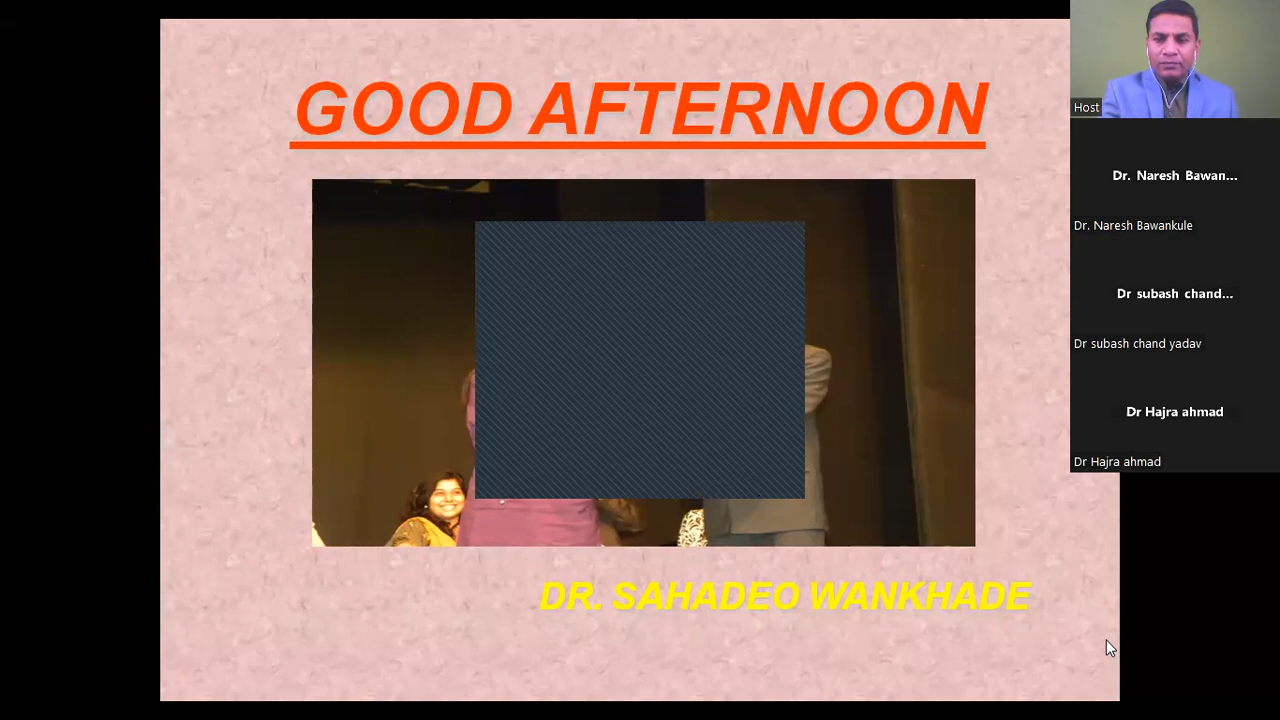 GOOD AFTERNOON
DR. SAHADEO WANKHADE
Host
Dr. Naresh Bawan...
Dr. Naresh Bawankule
Dr subash chand...
Dr subash chand yadav
Dr Hajra ahmad
Dr Hajra ahmad